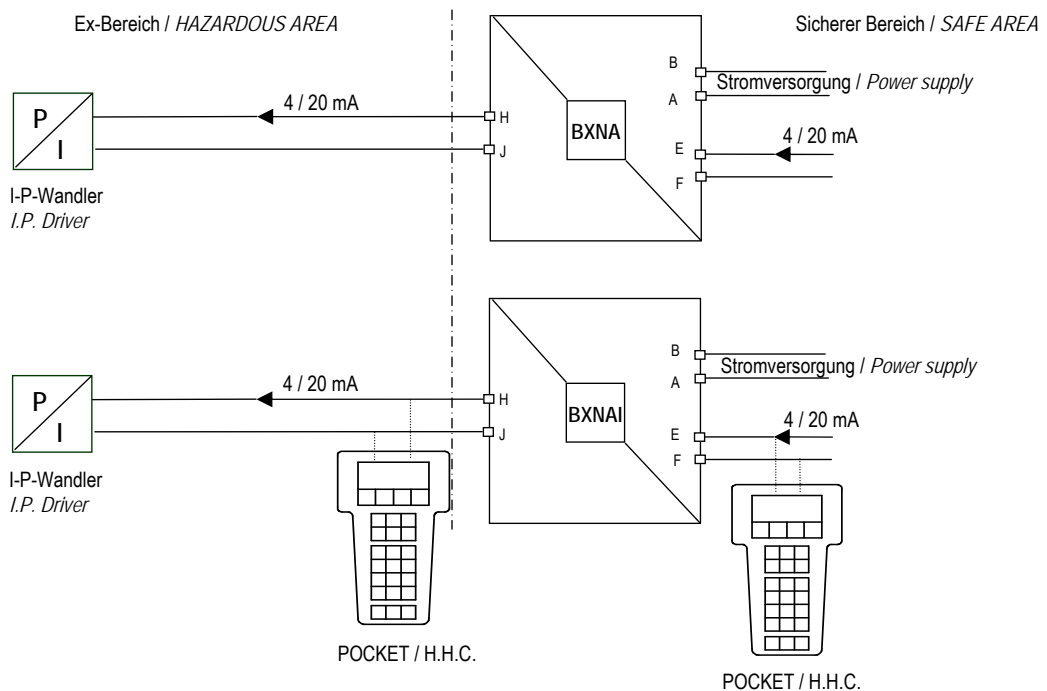 Ex-Bereich / HAZARDOUS AREA
Sicherer Bereich / SAFE AREA
B
Stromversorgung / Power supply
A
4 / 20 mA
P
I
H
BXNA
4 / 20 mA
E
J
F
I-P-Wandler
I.P. Driver
B
Stromversorgung / Power supply
A
4 / 20 mA
P
I
H
BXNAI
4 / 20 mA
E
J
F
I-P-Wandler
I.P. Driver
POCKET / H.H.C.
POCKET / H.H.C.